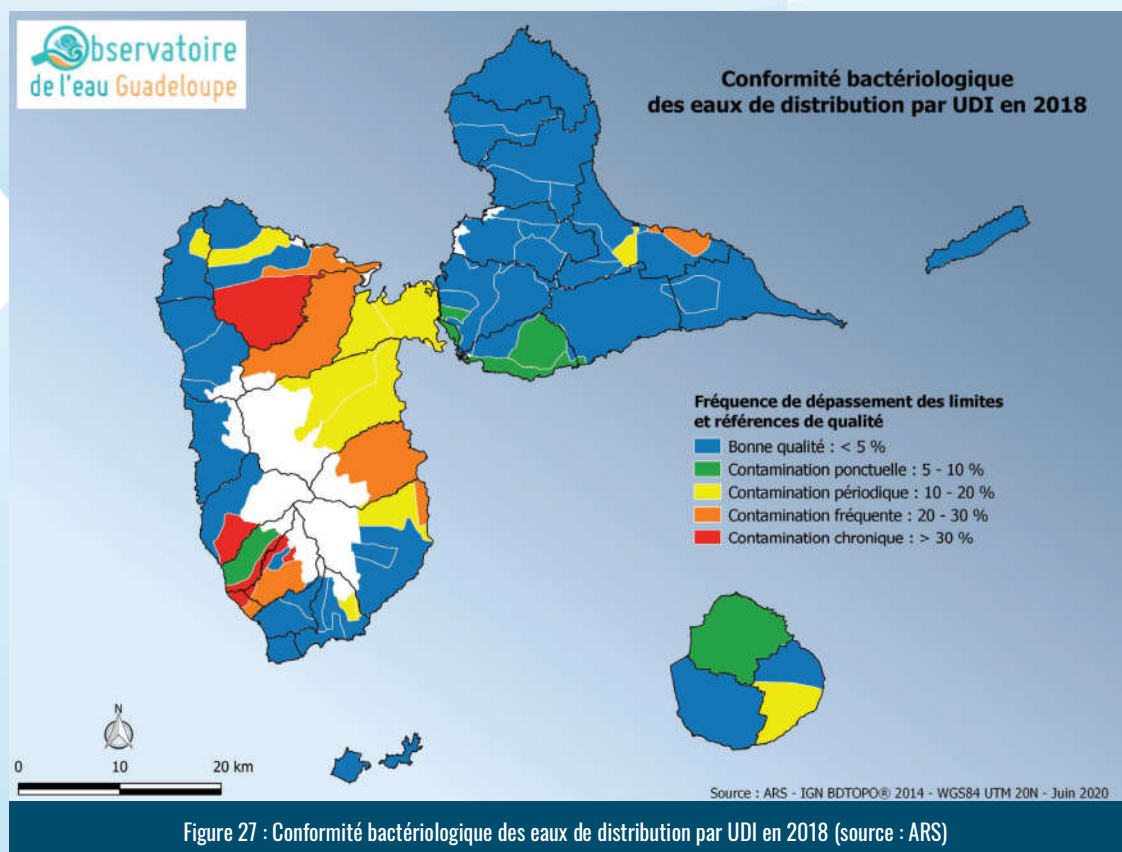 Observatoire
de l'eau Guadeloupe
Conformité bactériologique
des eaux de distribution par UDI en 2018
Fréquence de dépassement des limites
et références de qualité
Bonne qualité : < 5 %
Contamination ponctuelle : 5 - 10 %
Contamination périodique : 10 - 20 %
Contamination fréquente : 20 - 30 %
Contamination chronique : > 30 %
N
0 10 20 km
Source : ARS - IGN BDTOPO® 2014 - WGS84 UTM 20N - Juin 2020
Figure 27 : Conformité bactériologique des eaux de distribution par UDI en 2018 (source : ARS)